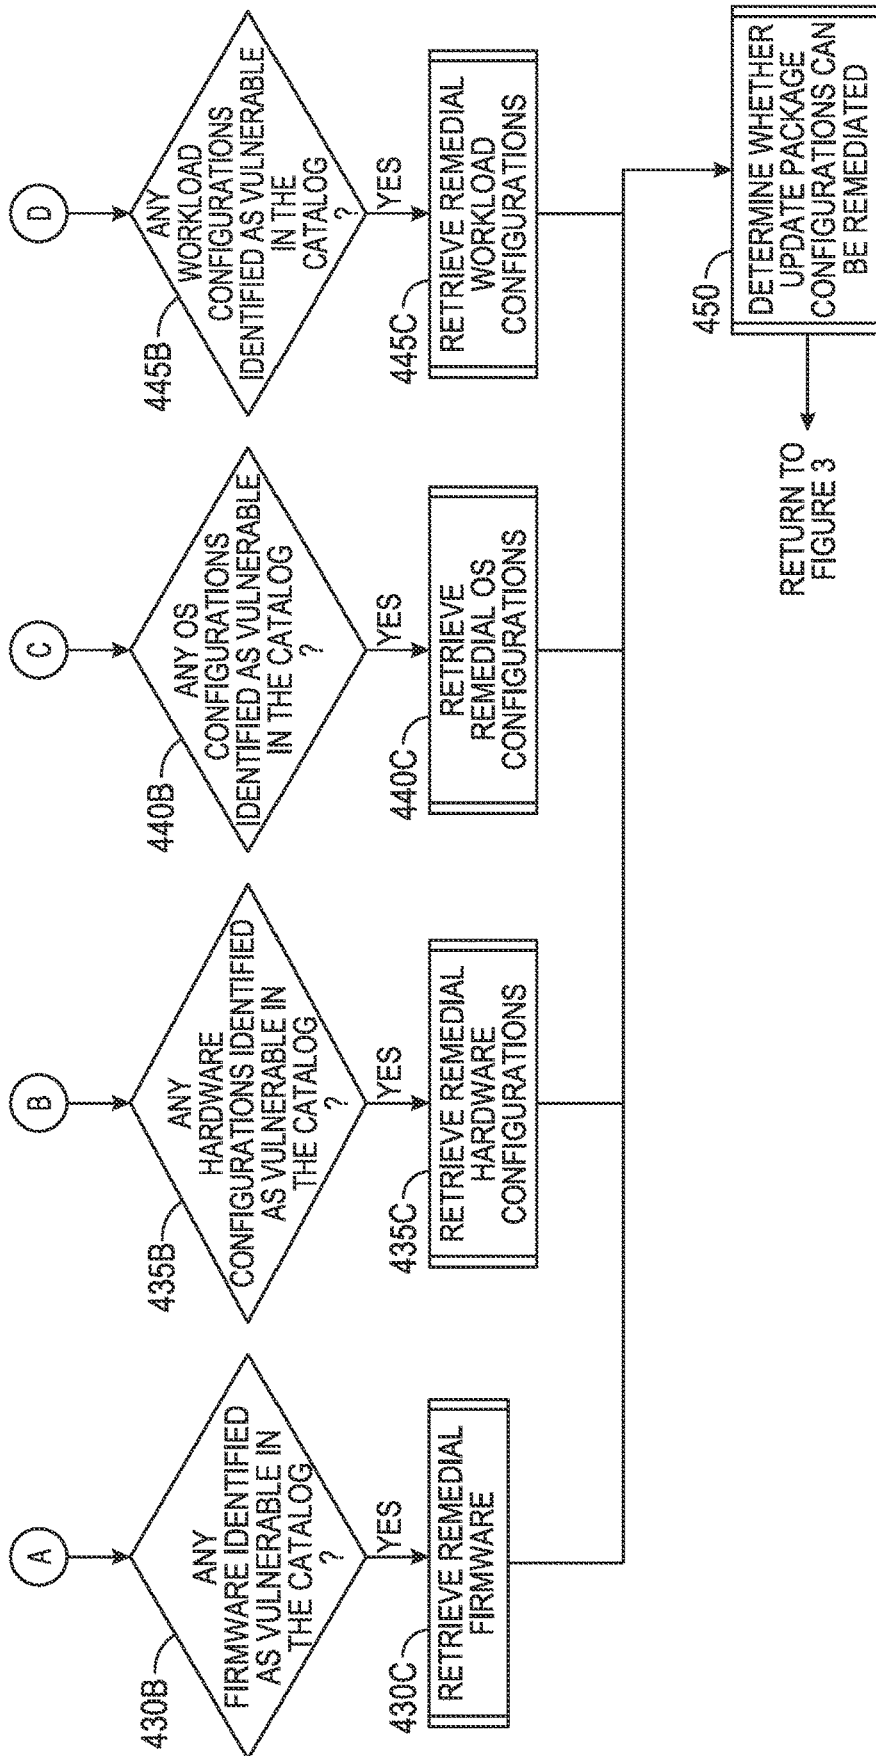 A
430B
ANY
FIRMWARE IDENTIFIED
AS VULNERABLE IN
THE CATALOG
?
YES
430C
RETRIEVE REMEDIAL
FIRMWARE
B
435B
ANY
HARDWARE
CONFIGURATIONS IDENTIFIED
AS VULNERABLE IN
THE CATALOG
?
YES
435C
RETRIEVE REMEDIAL
HARDWARE
CONFIGURATIONS
C
440B
ANY OS
CONFIGURATIONS
IDENTIFIED AS VULNERABLE
IN THE CATALOG
?
YES
440C
RETRIEVE
REMEDIAL OS
CONFIGURATIONS
D
445B
ANY
WORKLOAD
CONFIGURATIONS
IDENTIFIED AS VULNERABLE
IN THE
CATALOG
?
YES
445C
RETRIEVE REMEDIAL
WORKLOAD
CONFIGURATIONS
450
DETERMINE WHETHER
UPDATE PACKAGE
CONFIGURATIONS CAN
BE REMEDIATED
RETURN TO
FIGURE 3